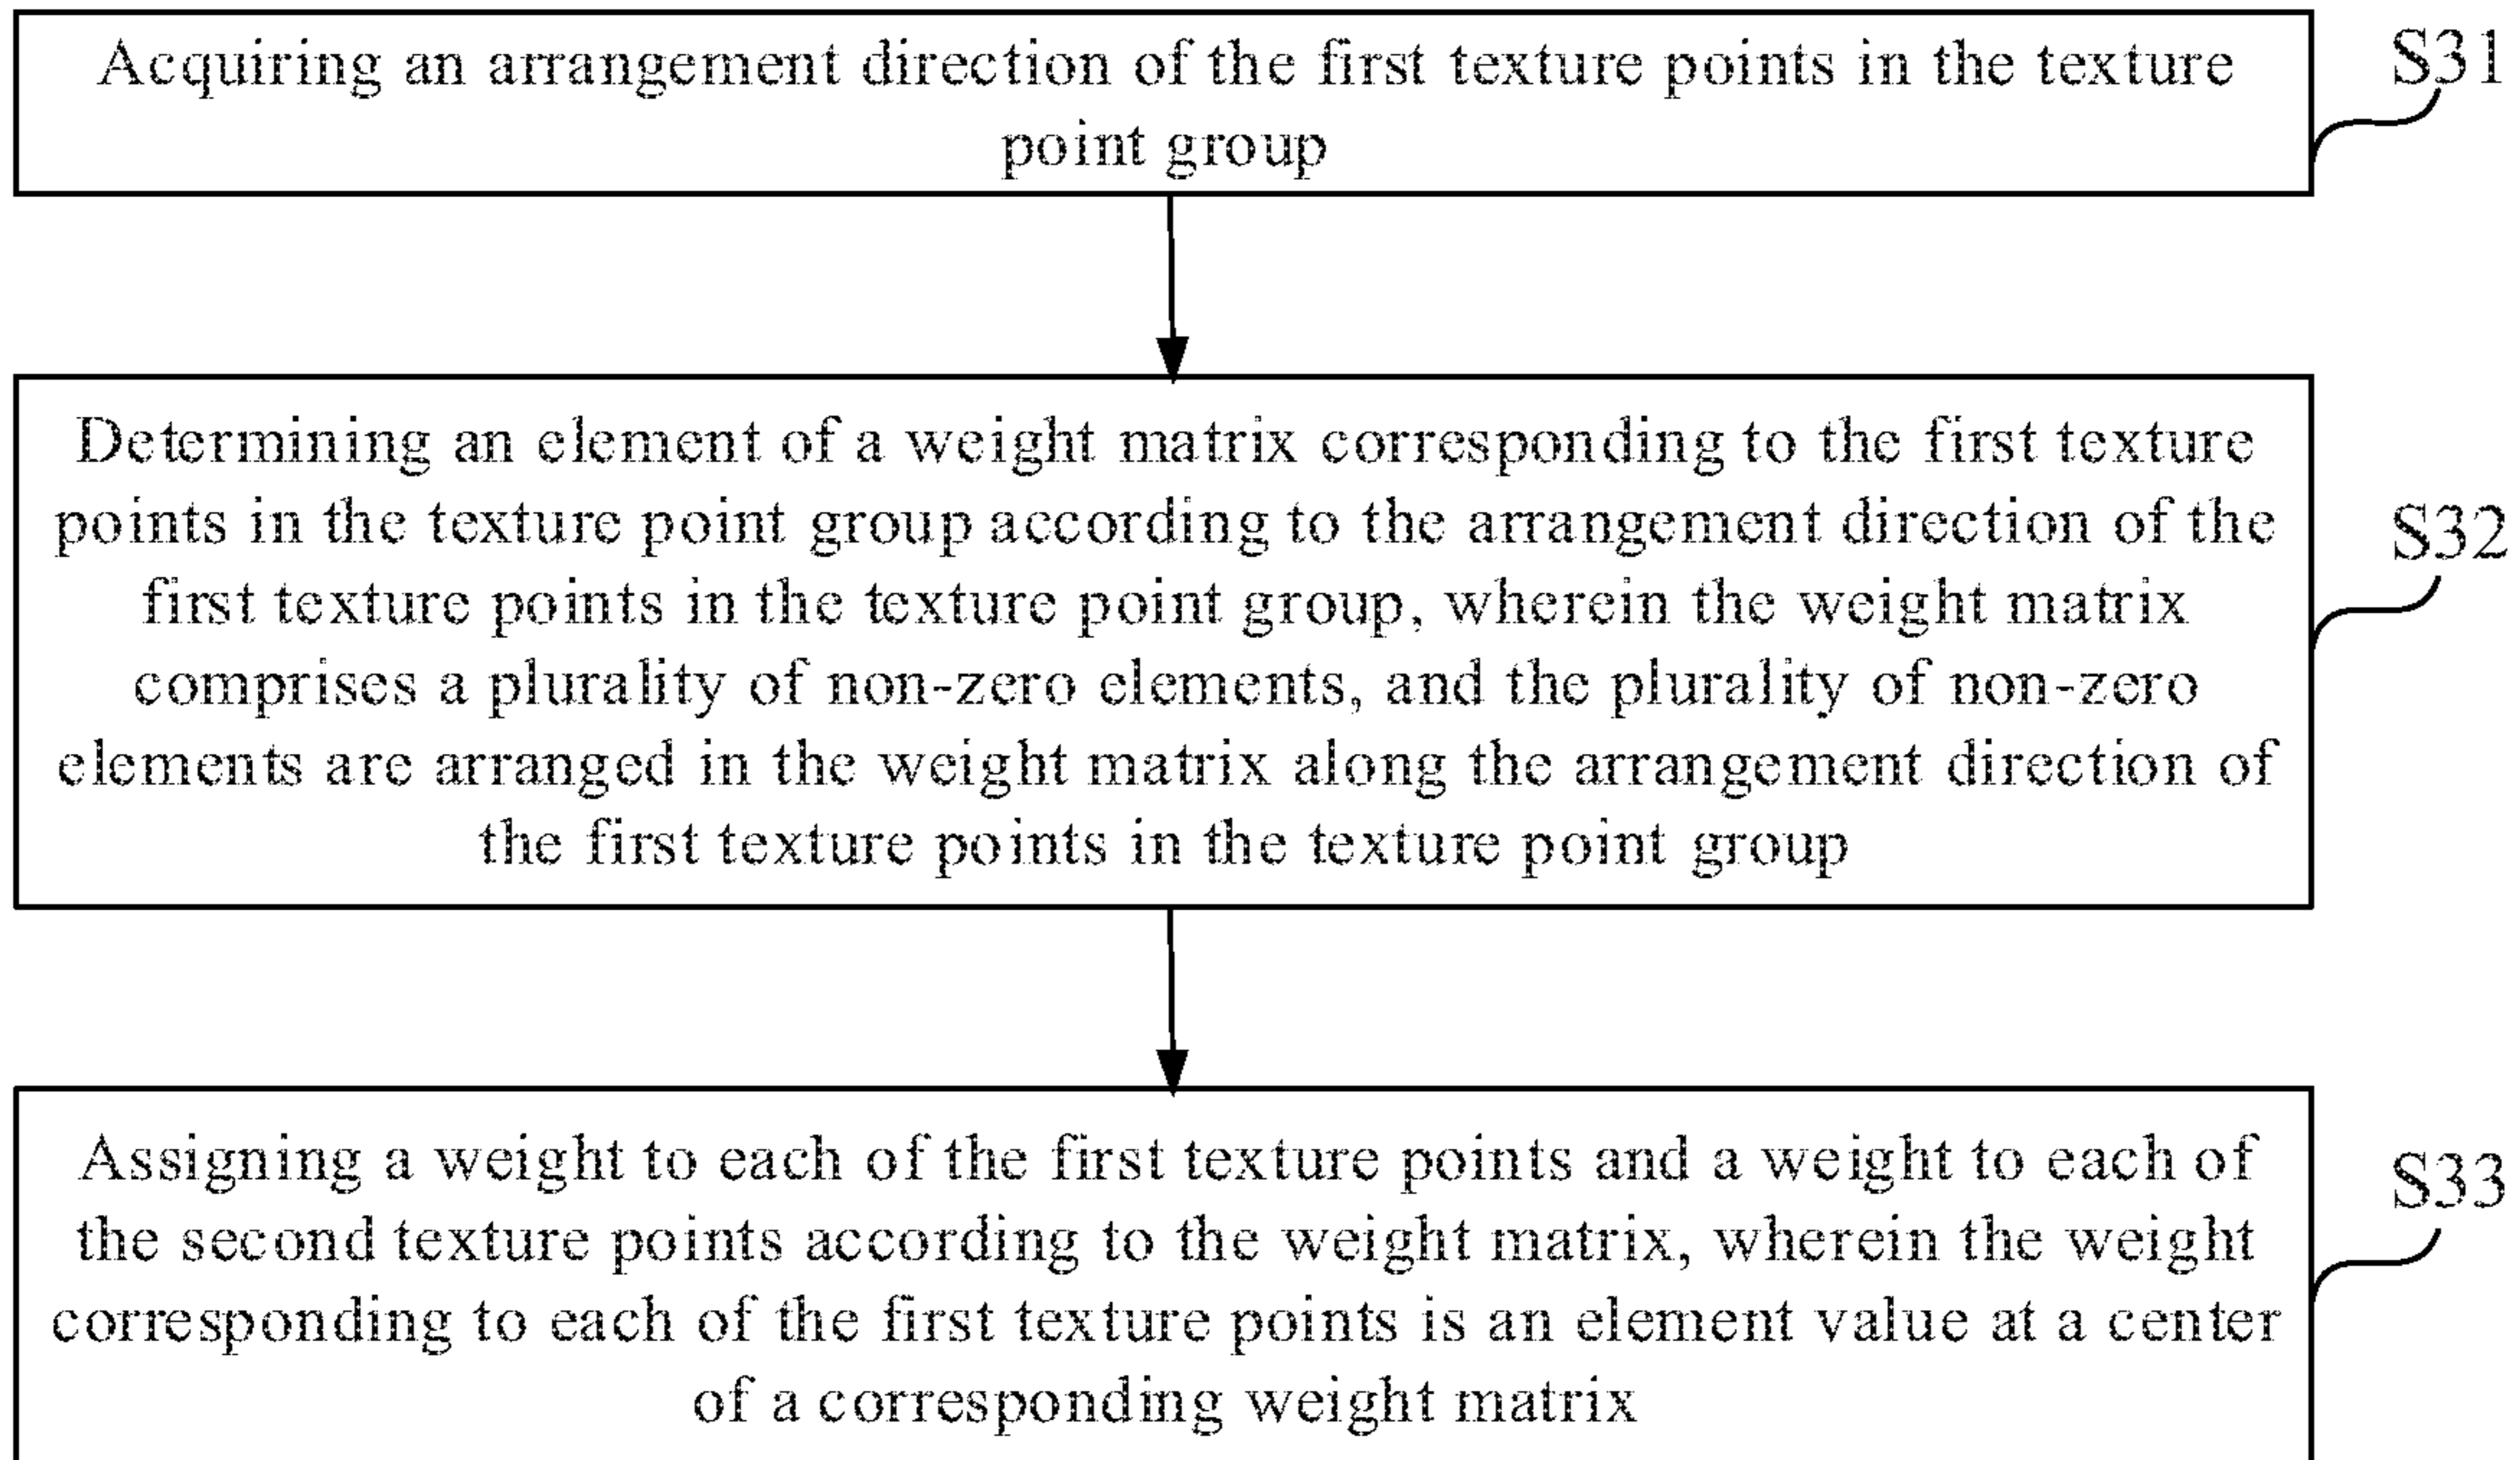 Acquiring an arrangement direction of the first texture points in the texture
point group
S31
Determining an element of a weight matrix corresponding to the first texture
points in the texture point group according to the arrangement direction of the
first texture points in the texture point group, wherein the weight matrix
comprises a plurality of non-zero elements, and the plurality of non-zero
elements are arranged in the weight matrix along the arrangement direction of
the first texture points in the texture point group
S32
Assigning a weight to each of the first texture points and a weight to each of
the second texture points according to the weight matrix, wherein the weight
corresponding to each of the first texture points is an element value at a center
of a corresponding weight matrix
S33